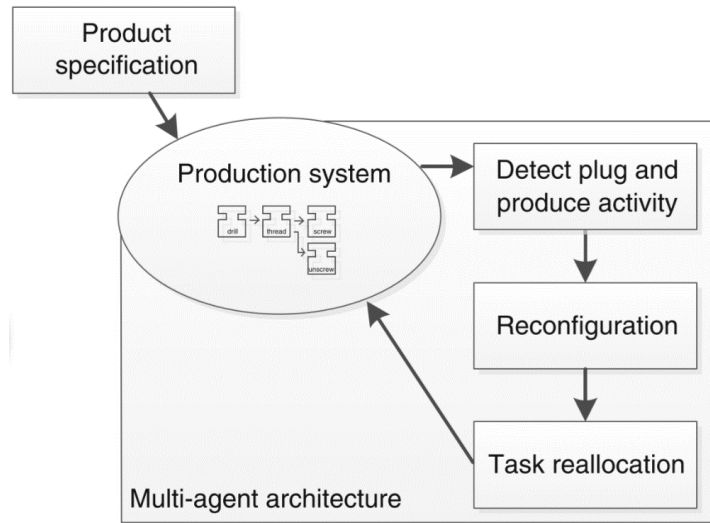 Product
specification
Production system
drill
thread
screw
unscrew
Detect plug and
produce activity
Reconfiguration
Task reallocation
Multi-agent architecture